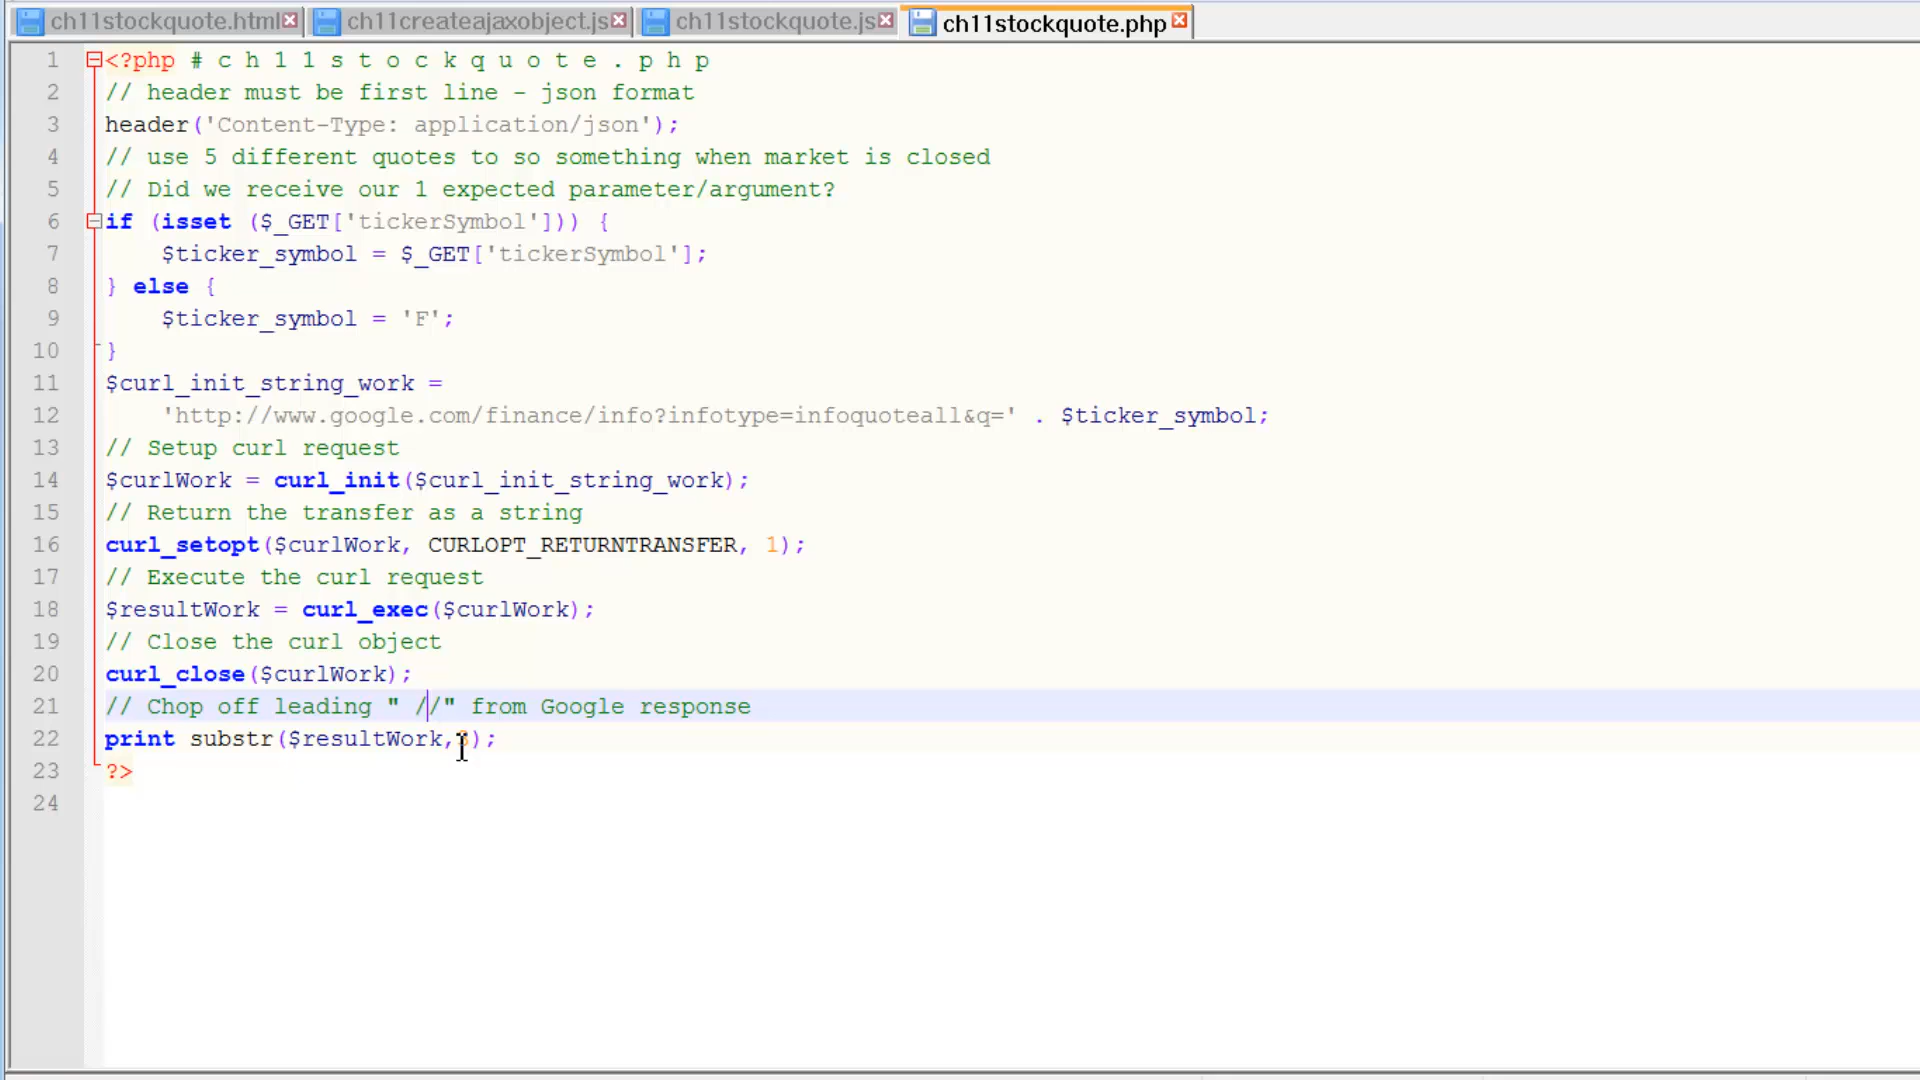 ch11stockquote.html ch11createajaxobject.js ch11stockquote.js ch11stockquote.php
1 <?php # c h 1 1 s t o c k q u o t e . p h p
2 // header must be first line - json format
3 header('Content-Type: application/json');
4 // use 5 different quotes to so something when market is closed
5 // Did we receive our 1 expected parameter/argument?
6 if (isset ($_GET['tickerSymbol'])) {
7 $ticker_symbol = $_GET['tickerSymbol'];
8 } else {
9 $ticker_symbol = 'F';
10 }
11 $curl_init_string_work =
12 'http://www.google.com/finance/info?infotype=infoquoteall&q=' . $ticker_symbol;
13 // Setup curl request
14 $curlWork = curl_init($curl_init_string_work);
15 // Return the transfer as a string
16 curl_setopt($curlWork, CURLOPT_RETURNTRANSFER, 1);
17 // Execute the curl request
18 $resultWork = curl_exec($curlWork);
19 // Close the curl object
20 curl_close($curlWork);
21 // Chop off leading " //" from Google response
22 print substr($resultWork,);
23 ?>
24